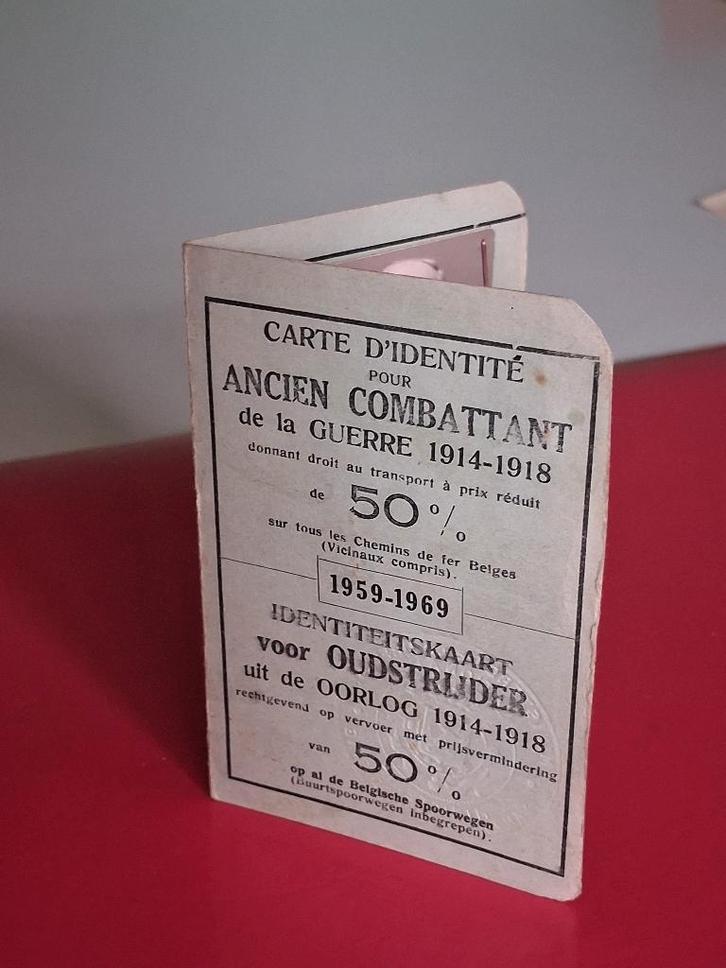 CARTE D'IDENTITÉ
POUR
ANCIEN COMBATTANT
de la GUERRE 1914-1918
donnant droit au transport à prix réduit
de 50 %
sur tous les Chemins de fer Belges
(Vicinaux compris).
1959-1969
IDENTITEITSKAART
voor OUDSTRIJDER
uit de OORLOG 1914-1918
rechtgevend op vervoer met prijsvermindering
van 50 %
op al de Belgische Spoorwegen
(Buurtspoorwegen inbegrepen).